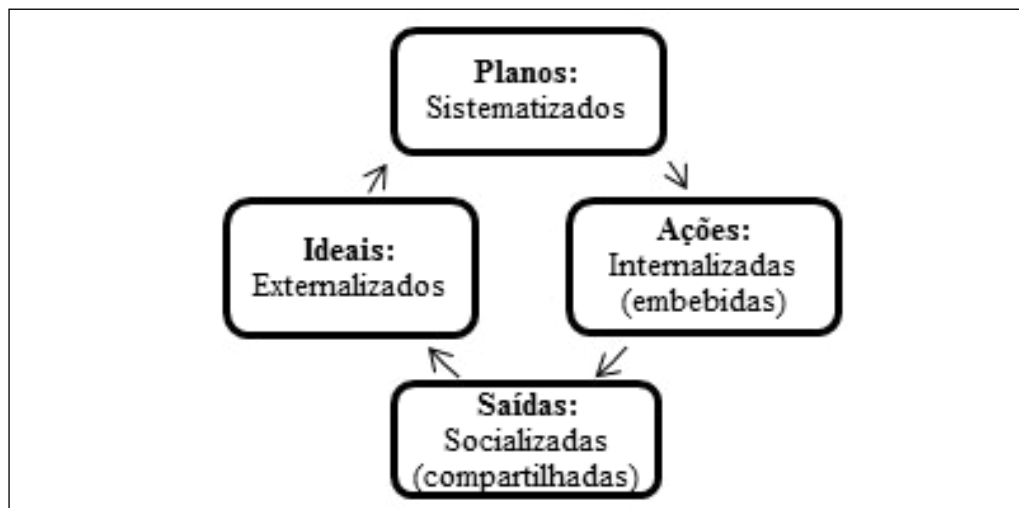 Planos:
Sistematizados
Ideais:
Externalizados
Ações:
Internalizadas
(embebidas)
Saídas:
Socializadas
(compartilhadas)